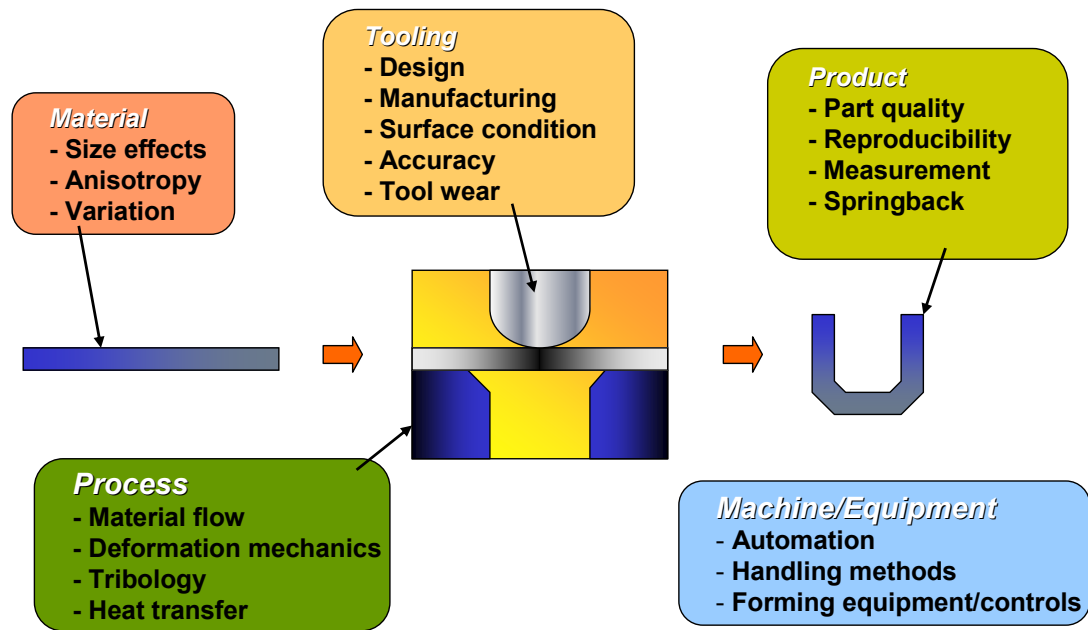 Material
- Size effects
- Anisotropy
- Variation
Tooling
- Design
- Manufacturing
- Surface condition
- Accuracy
- Tool wear
Product
- Part quality
- Reproducibility
- Measurement
- Springback
Process
- Material flow
- Deformation mechanics
- Tribology
- Heat transfer
Machine/Equipment
- Automation
- Handling methods
- Forming equipment/controls